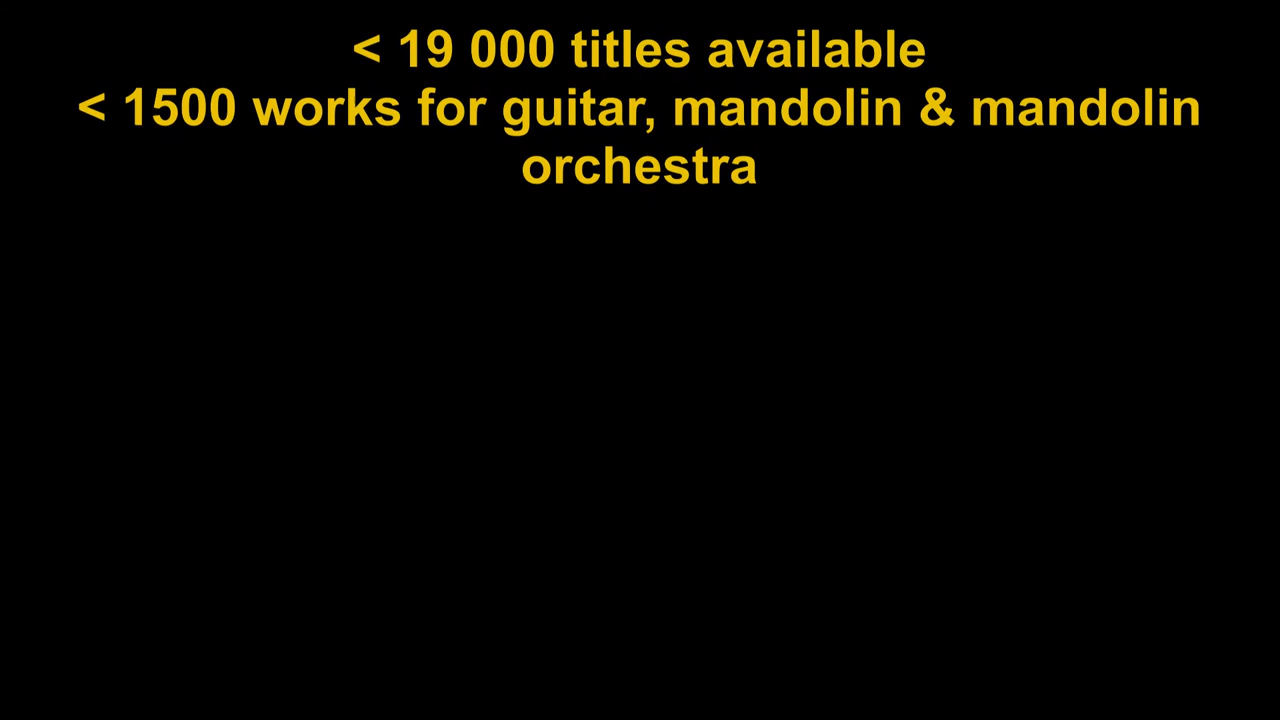 < 19 000 titles available
< 1500 works for guitar, mandolin & mandolin
orchestra